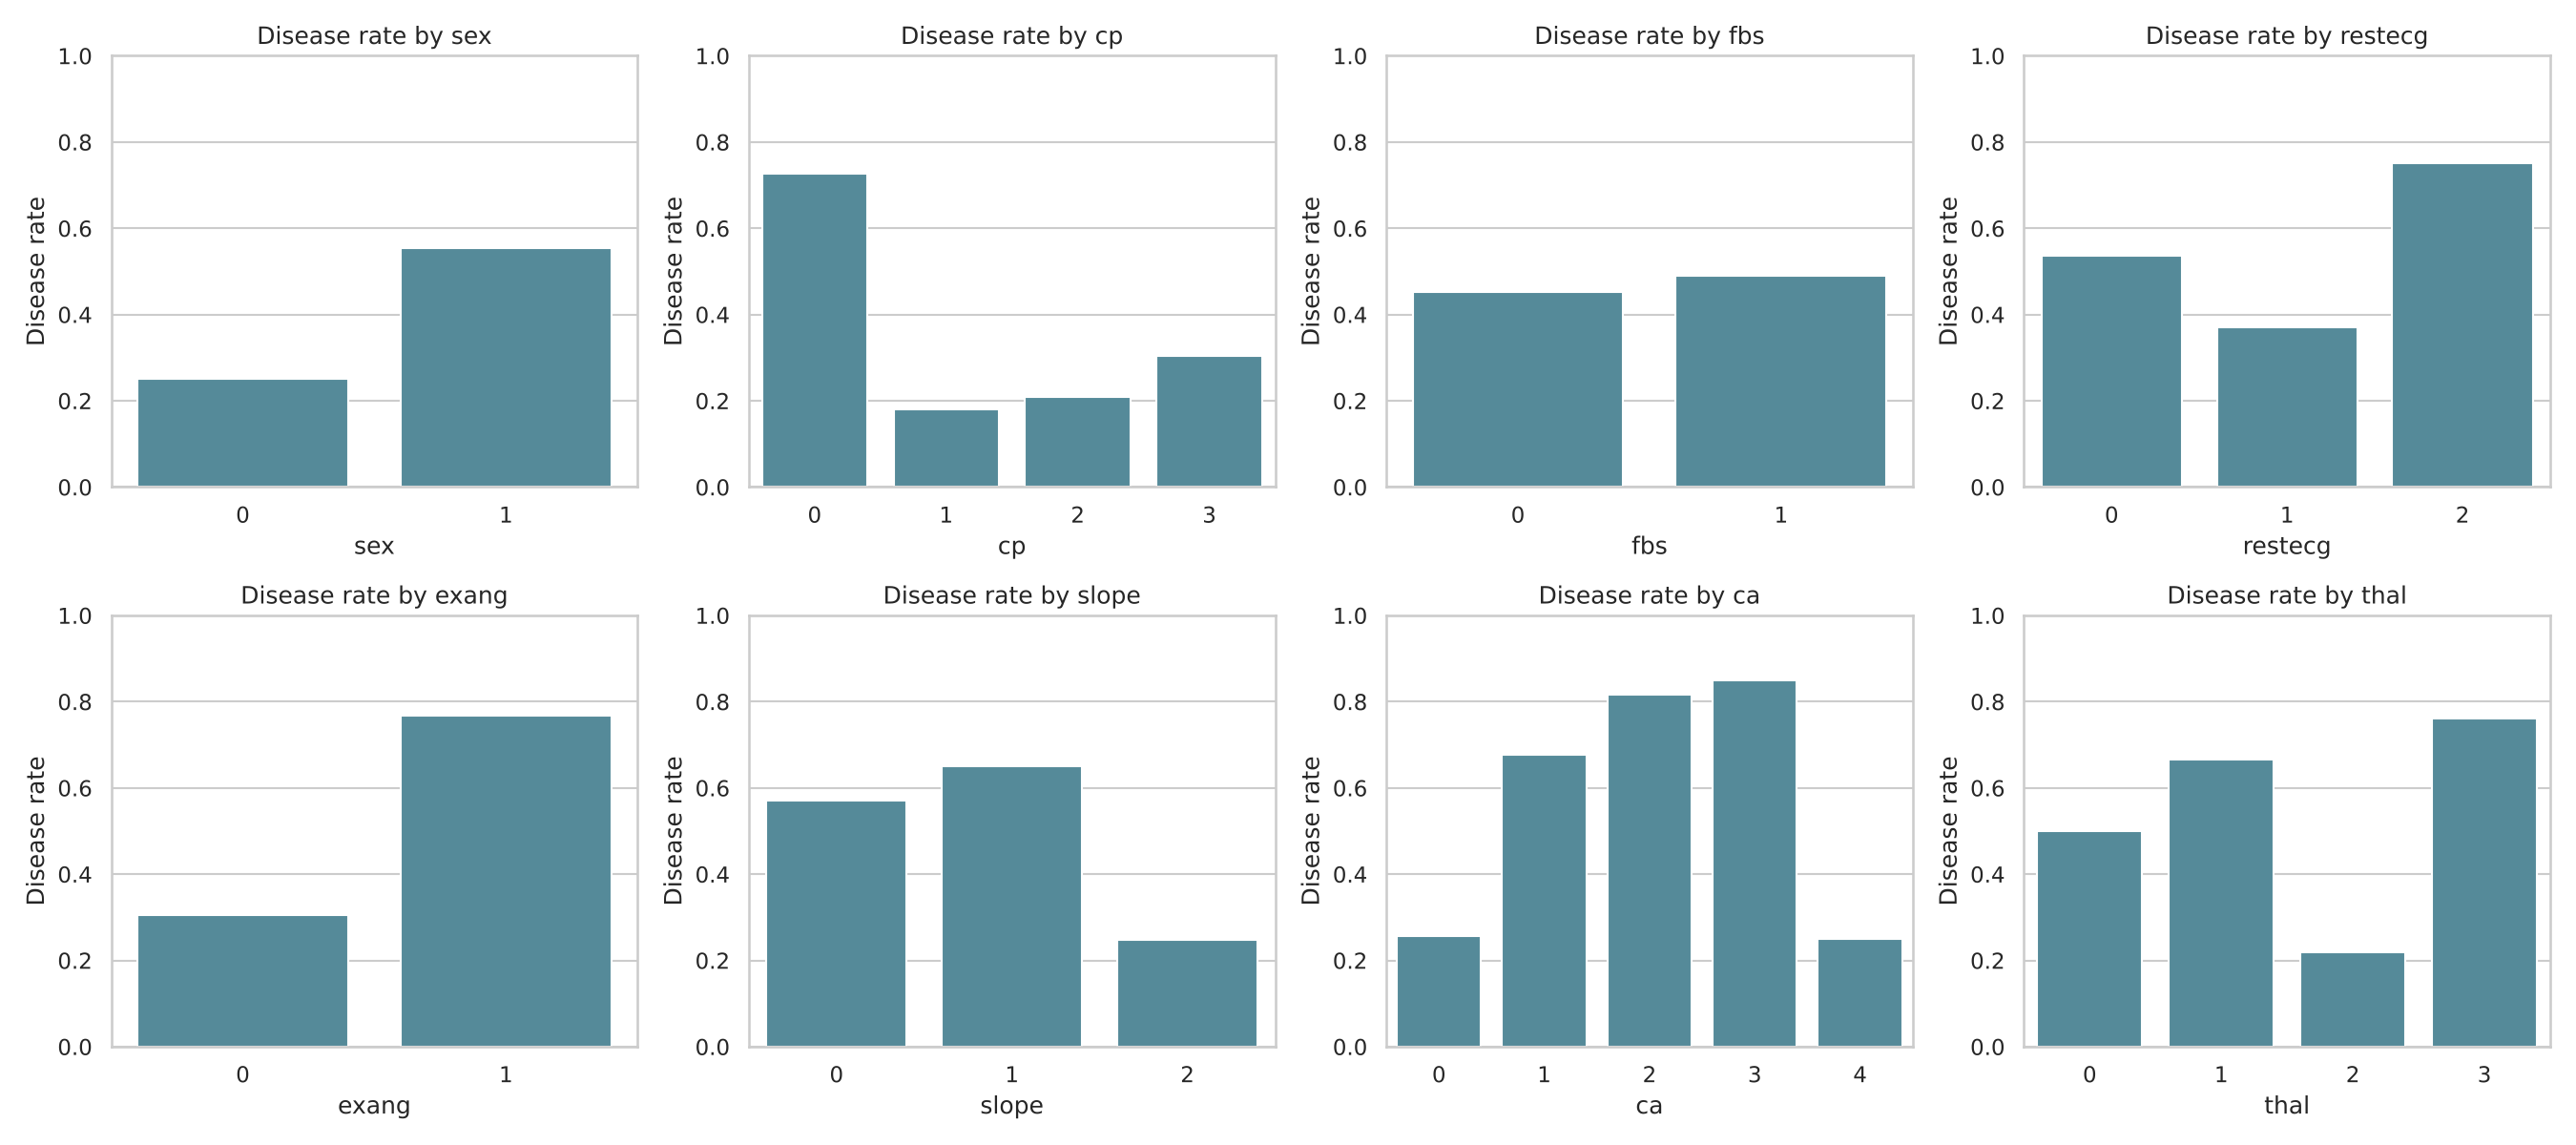 Disease rate by sex
1.0
0.8
0.6
0.4
0.2
0.0
Disease rate
0 1
sex
Disease rate by cp
1.0
0.8
0.6
0.4
0.2
0.0
Disease rate
0 1 2 3
cp
Disease rate by fbs
1.0
0.8
0.6
0.4
0.2
0.0
Disease rate
0 1
fbs
Disease rate by restecg
1.0
0.8
0.6
0.4
0.2
0.0
Disease rate
0 1 2
restecg
Disease rate by exang
1.0
0.8
0.6
0.4
0.2
0.0
Disease rate
0 1
exang
Disease rate by slope
1.0
0.8
0.6
0.4
0.2
0.0
Disease rate
0 1 2
slope
Disease rate by ca
1.0
0.8
0.6
0.4
0.2
0.0
Disease rate
0 1 2 3 4
ca
Disease rate by thal
1.0
0.8
0.6
0.4
0.2
0.0
Disease rate
0 1 2 3
thal